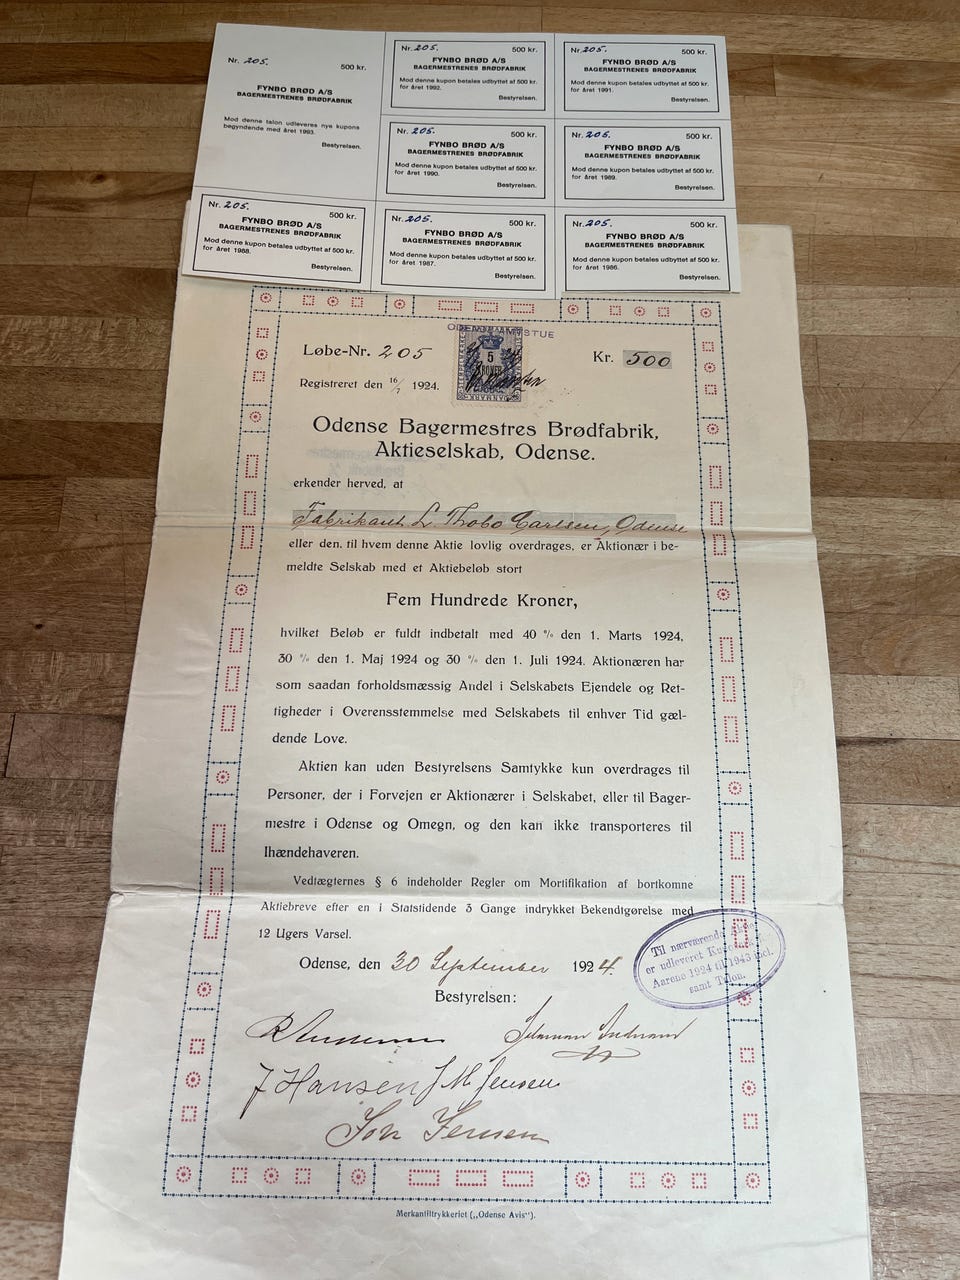 Nr. 205. 500 kr.
FYNBO BRØD A/S
BAGERMESTRENES BRØDFABRIK
Mod denne talon udleveres nye kupons
begyndende med året 1993.
Bestyrelsen.
Nr. 205. 500 kr.
FYNBO BRØD A/S
BAGERMESTRENES BRØDFABRIK
Mod denne kupon betales udbyttet af 500 kr.
for året 1992.
Bestyrelsen.
Nr. 205. 500 kr.
FYNBO BRØD A/S
BAGERMESTRENES BRØDFABRIK
Mod denne kupon betales udbyttet af 500 kr.
for året 1991.
Bestyrelsen.
Nr. 205. 500 kr.
FYNBO BRØD A/S
BAGERMESTRENES BRØDFABRIK
Mod denne kupon betales udbyttet af 500 kr.
for året 1990.
Bestyrelsen.
Nr. 205. 500 kr.
FYNBO BRØD A/S
BAGERMESTRENES BRØDFABRIK
Mod denne kupon betales udbyttet af 500 kr.
for året 1989.
Bestyrelsen.
Nr. 205. 500 kr.
FYNBO BRØD A/S
BAGERMESTRENES BRØDFABRIK
Mod denne kupon betales udbyttet af 500 kr.
for året 1988.
Bestyrelsen.
Nr. 205. 500 kr.
FYNBO BRØD A/S
BAGERMESTRENES BRØDFABRIK
Mod denne kupon betales udbyttet af 500 kr.
for året 1987.
Bestyrelsen.
Nr. 205. 500 kr.
FYNBO BRØD A/S
BAGERMESTRENES BRØDFABRIK
Mod denne kupon betales udbyttet af 500 kr.
for året 1986.
Bestyrelsen.
5
KRONER
DANMARK
Løbe-Nr. 205 Kr. 500
Registreret den 16/7 1924.
Odense Bagermestres Brødfabrik,
Aktieselskab, Odense.
erkender herved, at
Fabrikant L. Thobo Carlsen, Odense
eller den, til hvem denne Aktie lovlig overdrages, er Aktionær i be-
meldte Selskab med et Aktiebeløb stort
Fem Hundrede Kroner,
hvilket Beløb er fuldt indbetalt med 40 % den 1. Marts 1924,
30 % den 1. Maj 1924 og 30 % den 1. Juli 1924. Aktionæren har
som saadan forholdsmæssig Andel i Selskabets Ejendele og Ret-
tigheder i Overensstemmelse med Selskabets til enhver Tid gæl-
dende Love.
Aktien kan uden Bestyrelsens Samtykke kun overdrages til
Personer, der i Forvejen er Aktionærer i Selskabet, eller til Bager-
mestre i Odense og Omegn, og den kan ikke transporteres til
Ihændehaveren.
Vedtægternes § 6 indeholder Regler om Mortifikation af bortkomne
Aktiebreve efter en i Statstidende 3 Gange indrykket Bekendtgørelse med
12 Ugers Varsel.
Til nærværende Aktie
er udleveret
Aarene 1924 til 1943 incl.
samt Talon.
Odense, den 30 September 1924.
Bestyrelsen:
J Hansen J M Jensen
Merkantiltrykkeriet („Odense Avis“).